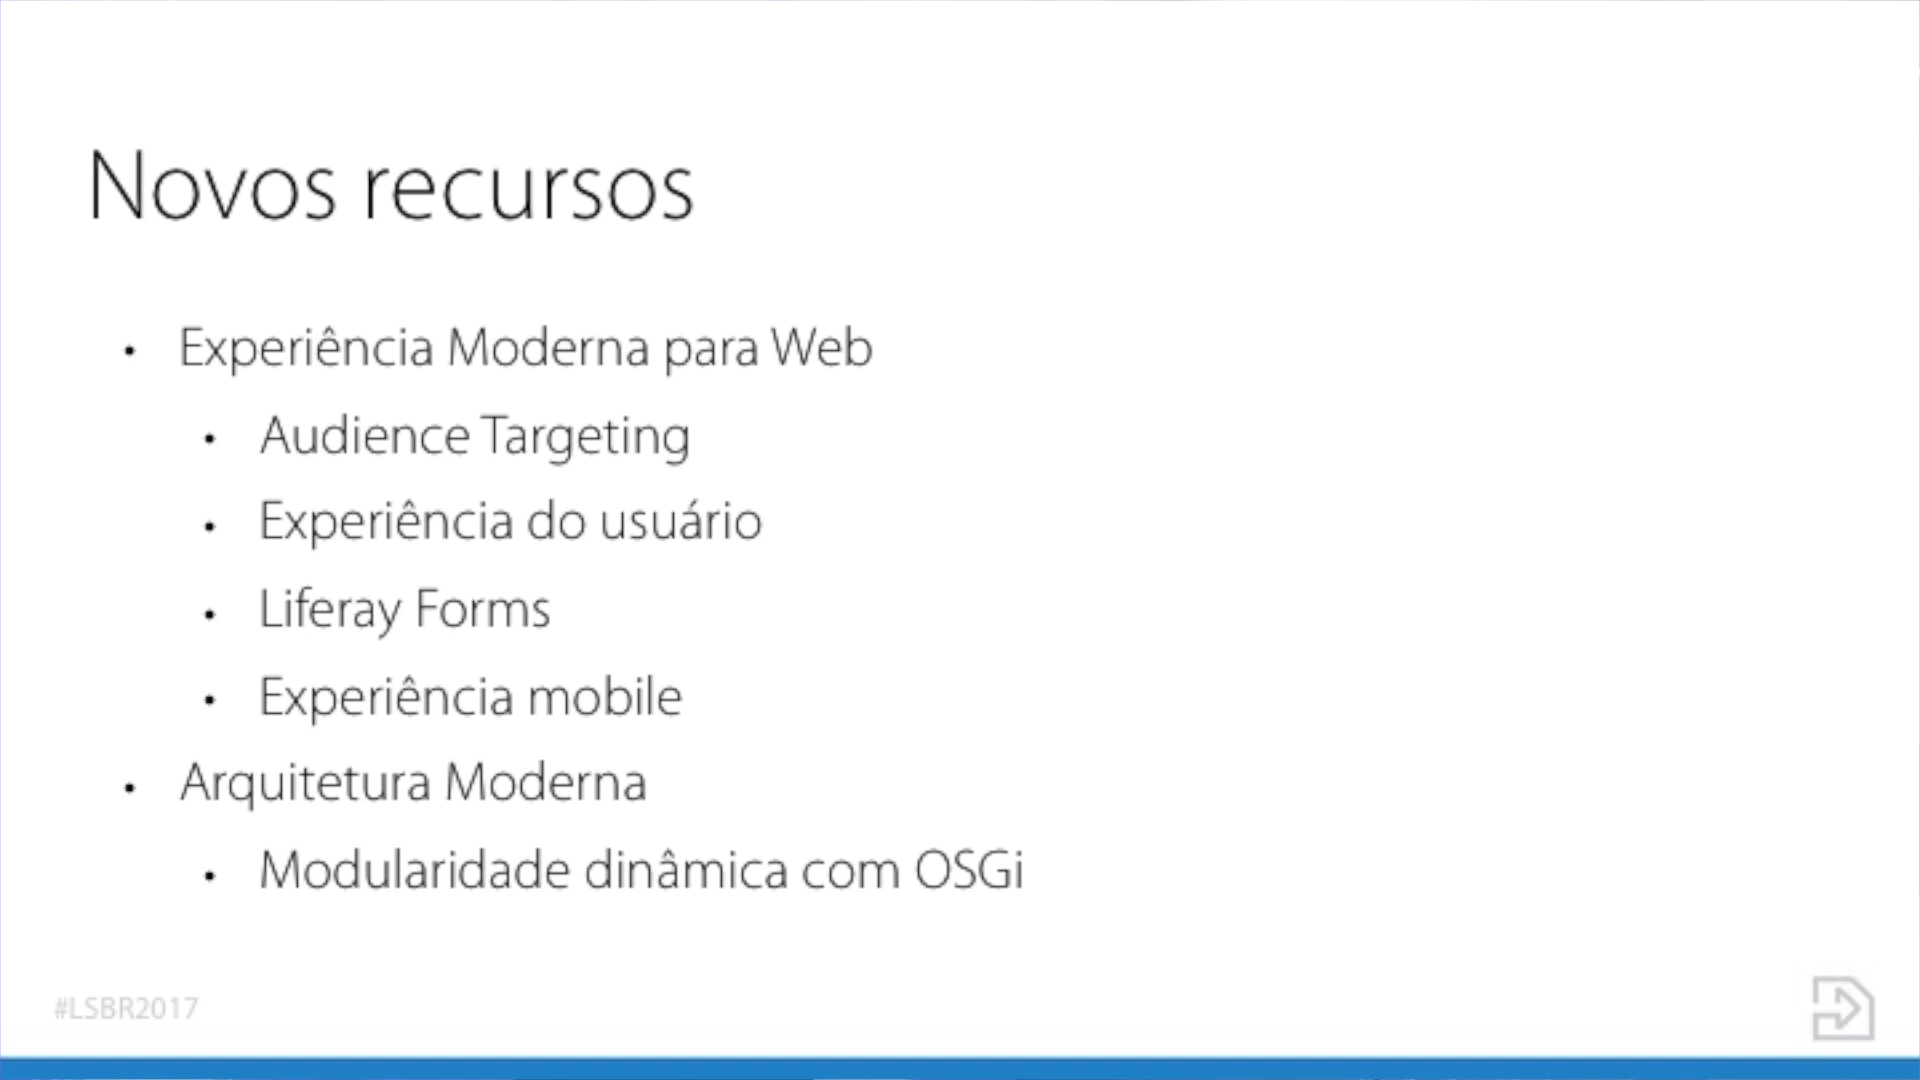 Novos recursos
• Experiência Moderna para Web
• Audience Targeting
• Experiência do usuário
• Liferay Forms
• Experiência mobile
• Arquitetura Moderna
• Modularidade dinâmica com OSGi
#LSBR2017